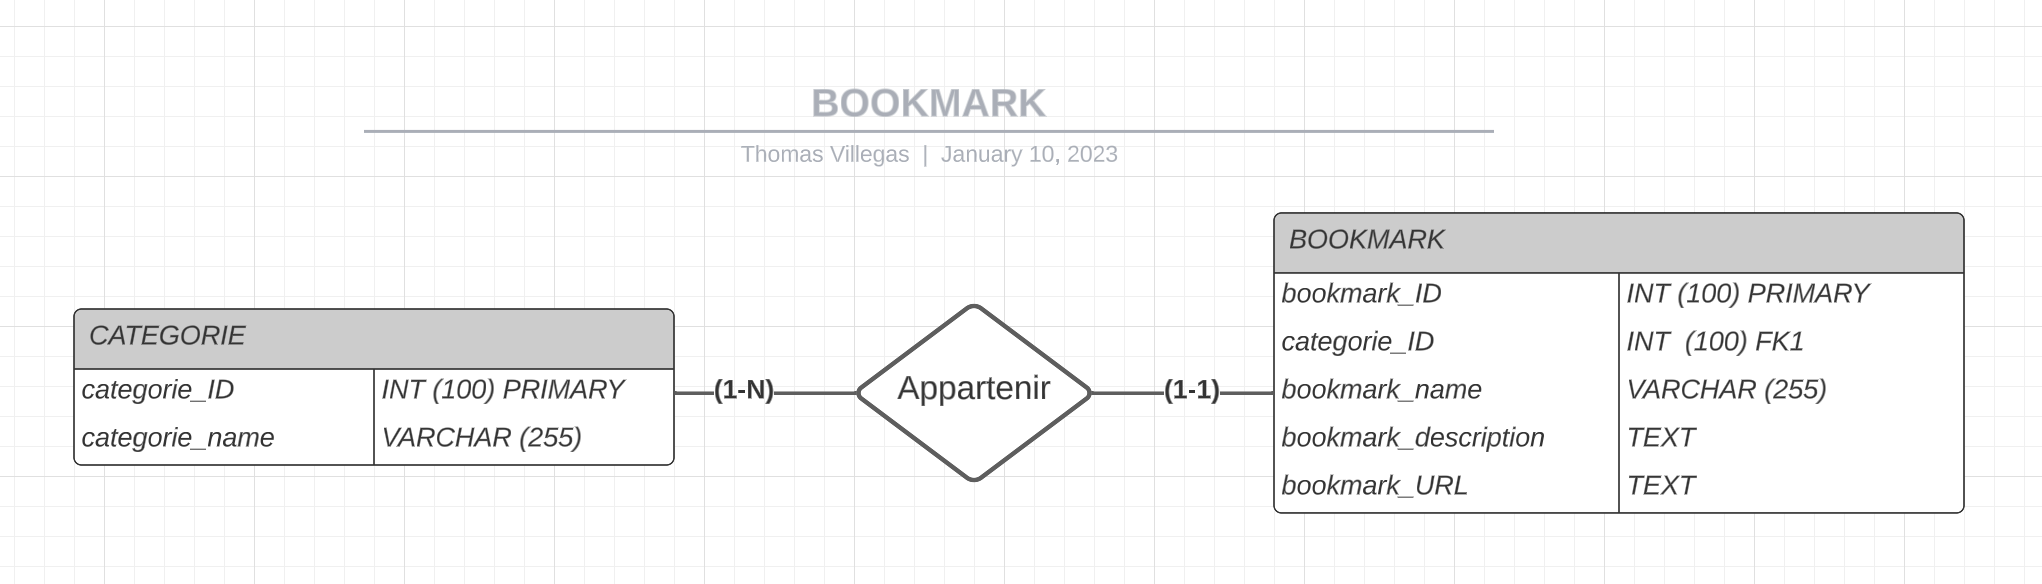 BOOKMARK
Thomas Villegas | January 10, 2023
CATEGORIE
categorie_ID INT (100) PRIMARY
categorie_name VARCHAR (255)
(1-N)
Appartenir
(1-1)
BOOKMARK
bookmark_ID INT (100) PRIMARY
categorie_ID INT  (100) FK1
bookmark_name VARCHAR (255)
bookmark_description TEXT
bookmark_URL TEXT